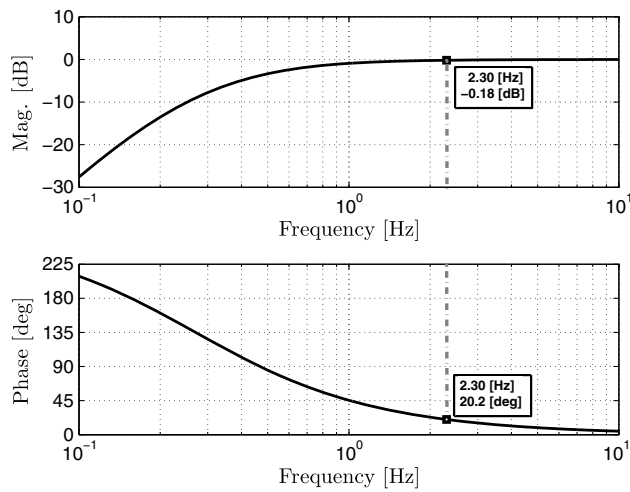 10
0
−10
−20
−30
Mag. [dB]
2.30 [Hz]
−0.18 [dB]
10⁻¹
10⁰
10¹
Frequency [Hz]
225
180
135
90
45
0
Phase [deg]
2.30 [Hz]
20.2 [deg]
10⁻¹
10⁰
10¹
Frequency [Hz]